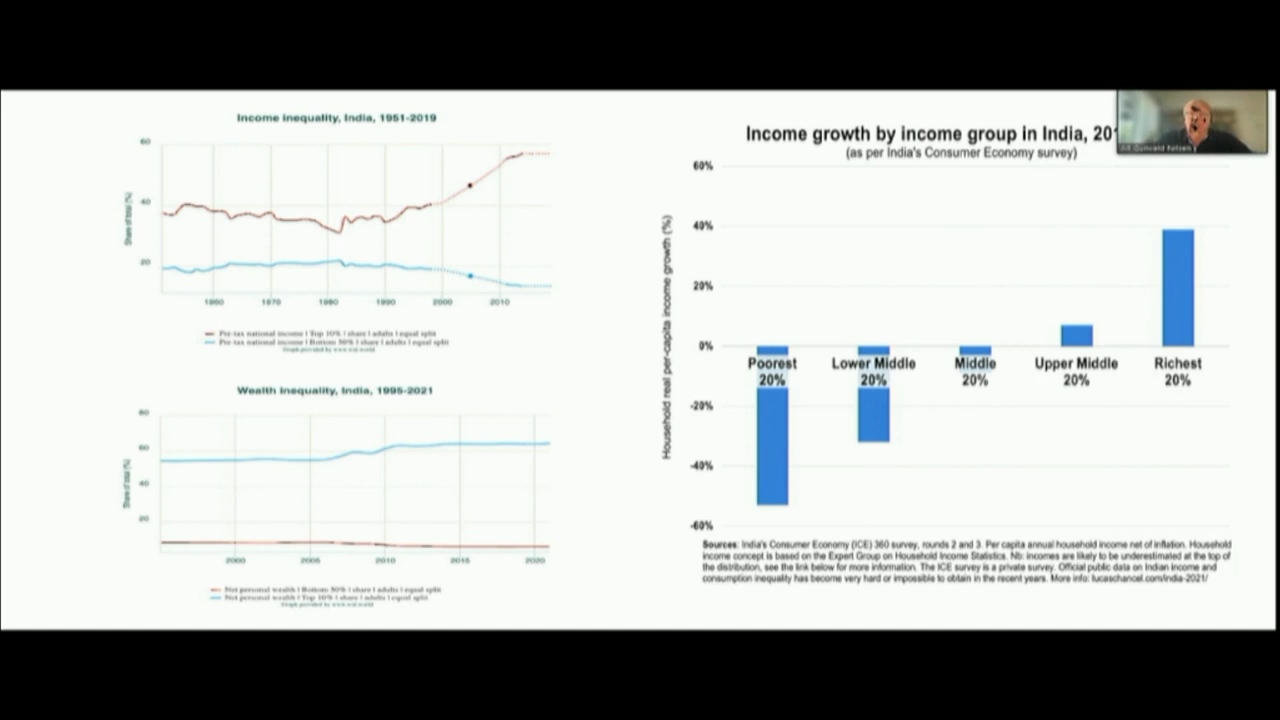 Income inequality, India, 1951-2019
60
40
20
Share of total (%)
1960 1970 1980 1990 2000 2010
Pre-tax national income | Top 10% | share | adults | equal split
Pre-tax national income | Bottom 50% | share | adults | equal split
Graph provided by www.wid.world
Wealth inequality, India, 1995-2021
80
60
40
20
Share of total (%)
2000 2005 2010 2015 2020
Net personal wealth | Bottom 50% | share | adults | equal split
Net personal wealth | Top 10% | share | adults | equal split
Graph provided by www.wid.world
Income growth by income group in India, 201
(as per India's Consumer Economy survey)
Household real per-capita income growth (%)
60%
40%
20%
0%
-20%
-40%
-60%
Poorest 20%
Lower Middle 20%
Middle 20%
Upper Middle 20%
Richest 20%
Sources: India's Consumer Economy (ICE) 360 survey, rounds 2 and 3. Per capita annual household income net of inflation. Household
income concept is based on the Expert Group on Household Income Statistics. Nb: incomes are likely to be underestimated at the top of
the distribution, see the link below for more information. The ICE survey is a private survey. Official public data on Indian income and
consumption inequality has become very hard or impossible to obtain in the recent years. More info: lucaschancel.com/india-2021/